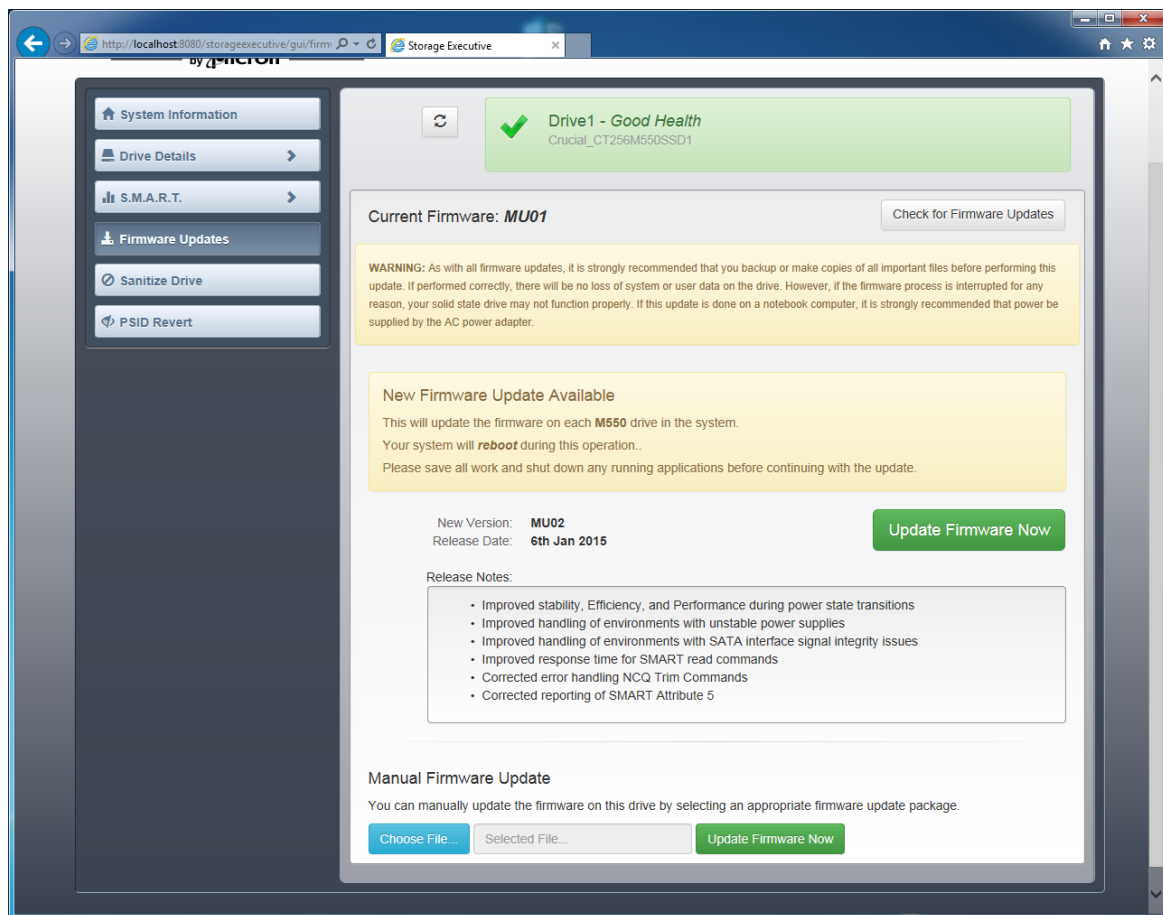 http://localhost:8080/storageexecutive/gui/firm
Storage Executive
by Micron
System Information
Drive Details
S.M.A.R.T.
Firmware Updates
Sanitize Drive
PSID Revert
Drive1 - Good Health
Crucial_CT256M550SSD1
Current Firmware: MU01
Check for Firmware Updates
WARNING: As with all firmware updates, it is strongly recommended that you backup or make copies of all important files before performing this
update. If performed correctly, there will be no loss of system or user data on the drive. However, if the firmware process is interrupted for any
reason, your solid state drive may not function properly. If this update is done on a notebook computer, it is strongly recommended that power be
supplied by the AC power adapter.
New Firmware Update Available
This will update the firmware on each M550 drive in the system.
Your system will reboot during this operation..
Please save all work and shut down any running applications before continuing with the update.
New Version: MU02
Release Date: 6th Jan 2015
Update Firmware Now
Release Notes:
• Improved stability, Efficiency, and Performance during power state transitions
• Improved handling of environments with unstable power supplies
• Improved handling of environments with SATA interface signal integrity issues
• Improved response time for SMART read commands
• Corrected error handling NCQ Trim Commands
• Corrected reporting of SMART Attribute 5
Manual Firmware Update
You can manually update the firmware on this drive by selecting an appropriate firmware update package.
Choose File...
Selected File...
Update Firmware Now